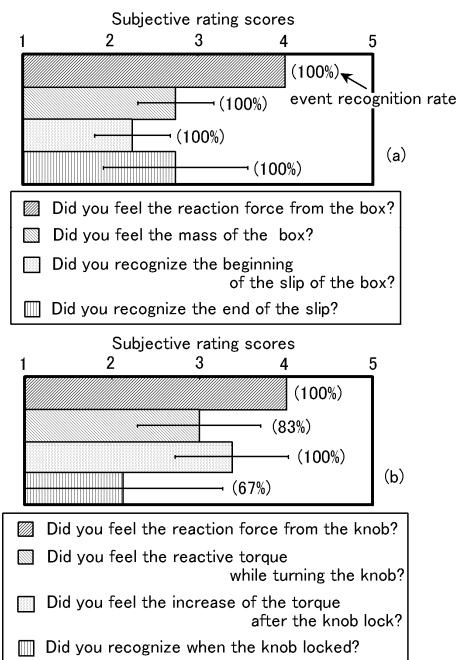 Subjective rating scores
1 2 3 4 5
(100%)
event recognition rate
(100%)
(100%)
(a)
(100%)
Did you feel the reaction force from the box?
Did you feel the mass of the box?
Did you recognize the beginning
of the slip of the box?
Did you recognize the end of the slip?
Subjective rating scores
1 2 3 4 5
(100%)
(83%)
(100%)
(b)
(67%)
Did you feel the reaction force from the knob?
Did you feel the reactive torque
while turning the knob?
Did you feel the increase of the torque
after the knob lock?
Did you recognize when the knob locked?